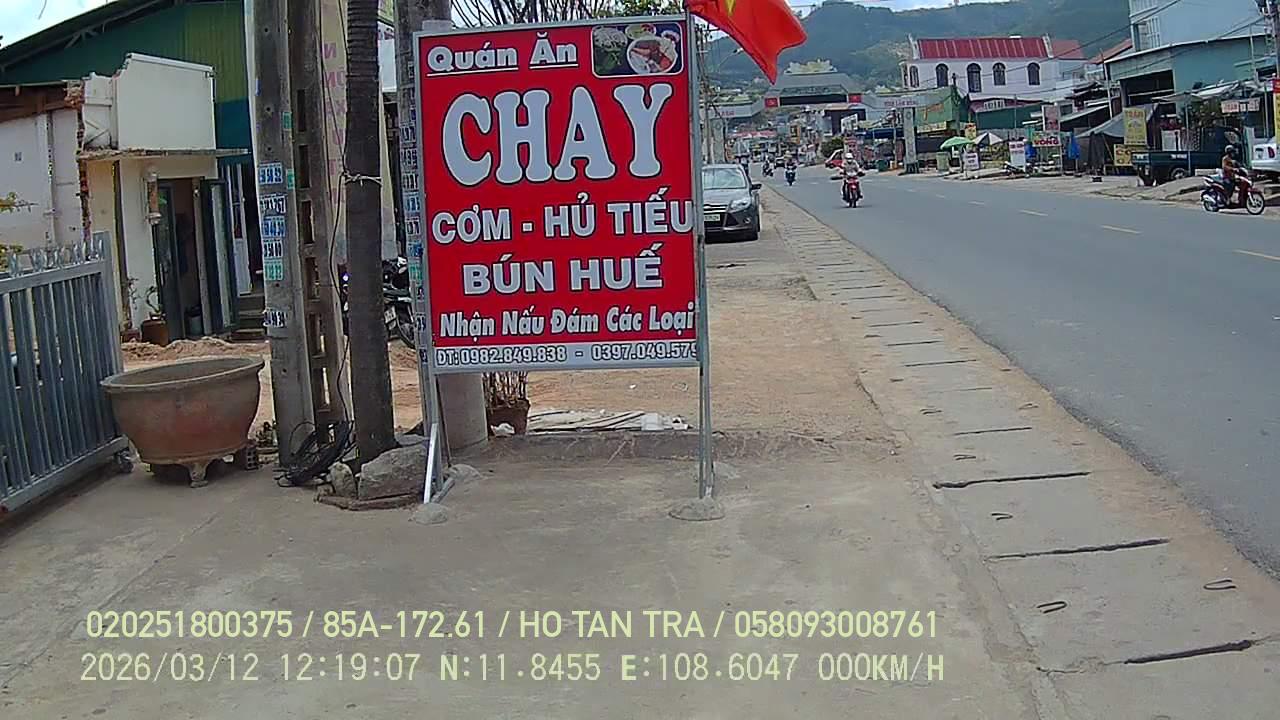 Quán Ăn
CHAY
CƠM - HỦ TIẾU
BÚN HUẾ
Nhận Nấu Đám Các Loại
ĐT:0982.849.838 - 0397.049.579
020251800375 / 85A-172.61 / HO TAN TRA / 058093008761
2026/03/12 12:19:07 N:11.8455 E:108.6047 000KM/H